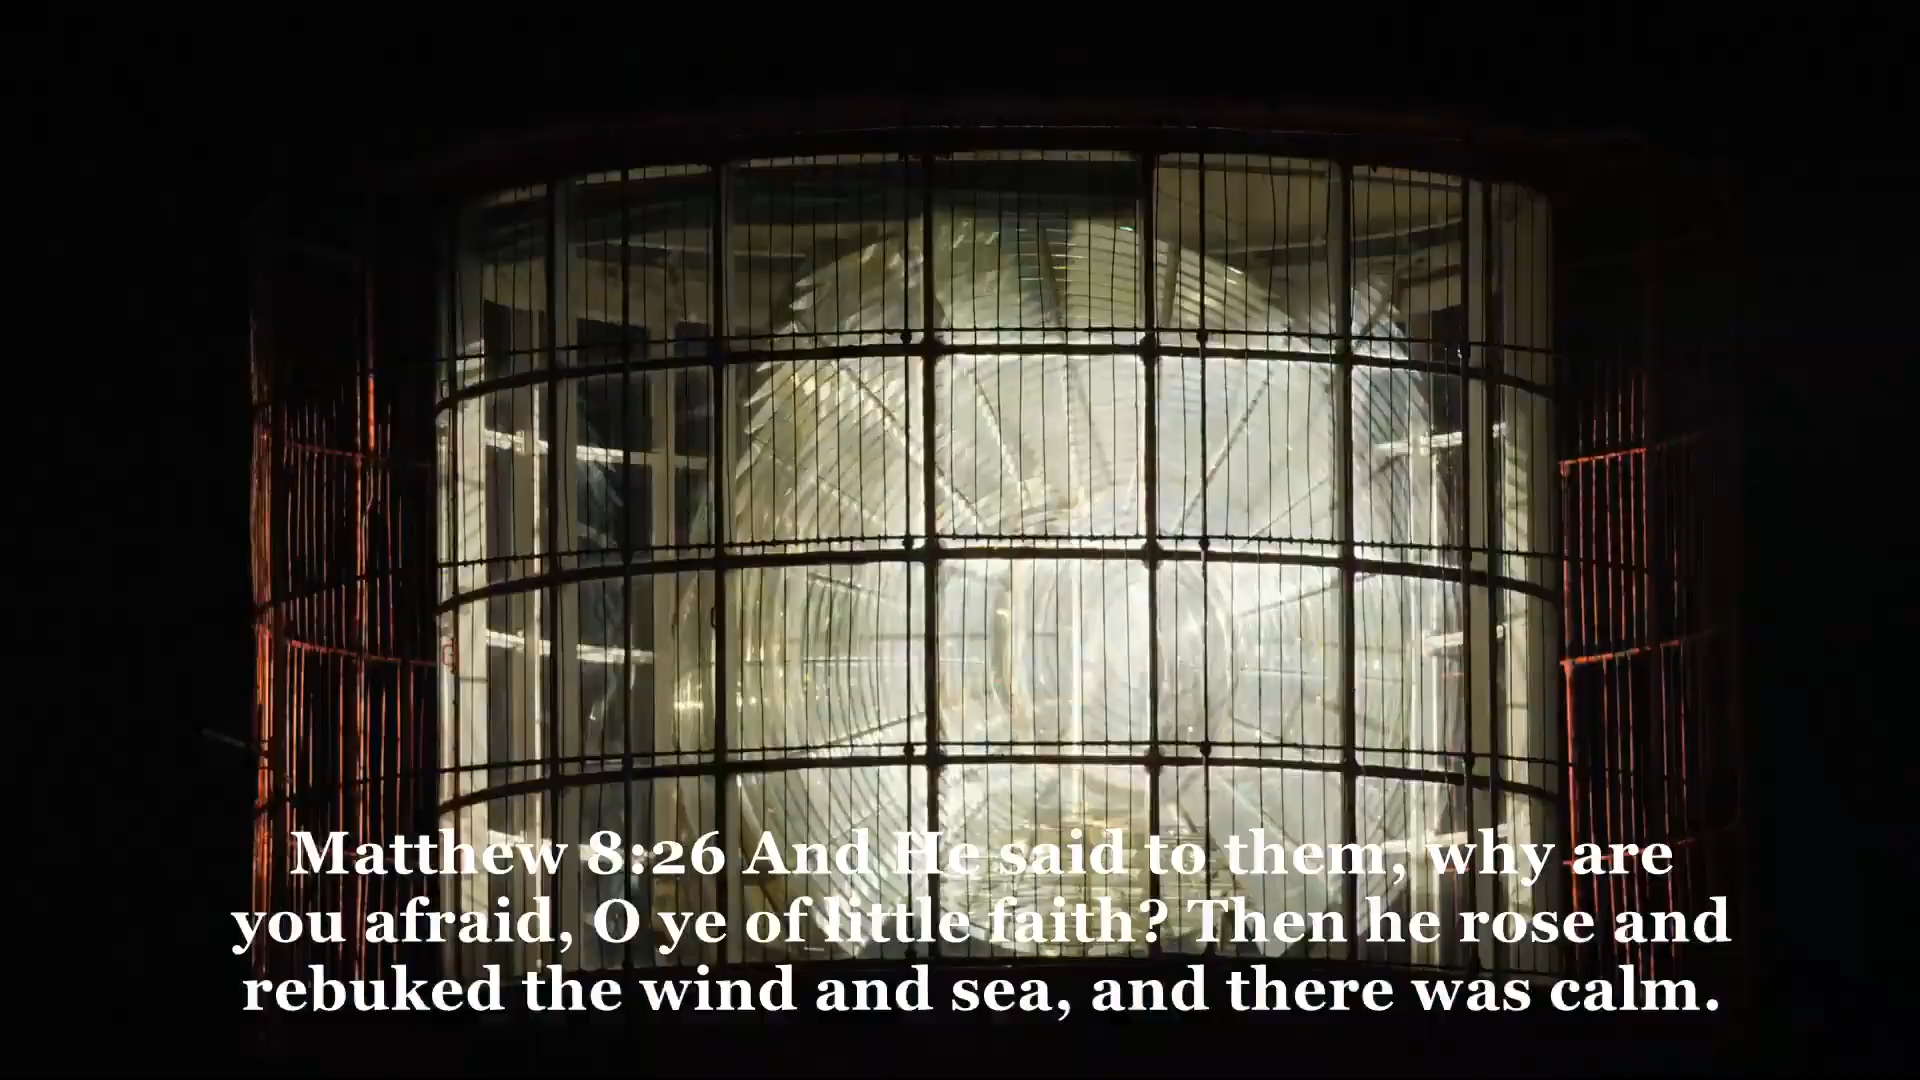 Matthew 8:26 And He said to them, why are
you afraid, O ye of little faith? Then he rose and
rebuked the wind and sea, and there was calm.